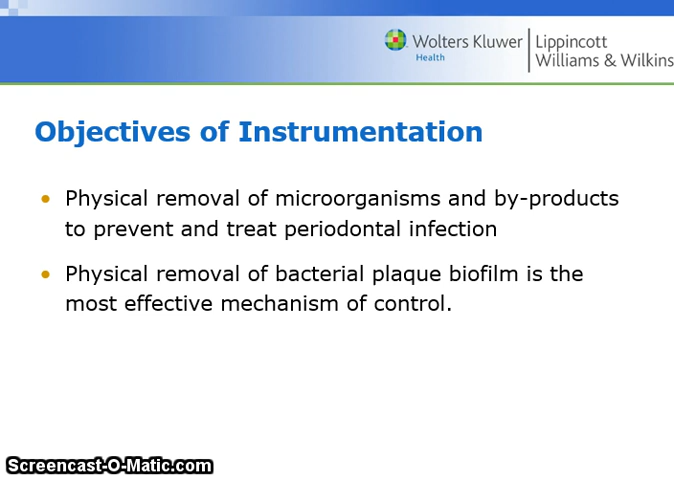 Wolters Kluwer
Health
Lippincott
Williams & Wilkins
Objectives of Instrumentation
• Physical removal of microorganisms and by-products
to prevent and treat periodontal infection
• Physical removal of bacterial plaque biofilm is the
most effective mechanism of control.
Screencast-O-Matic.com